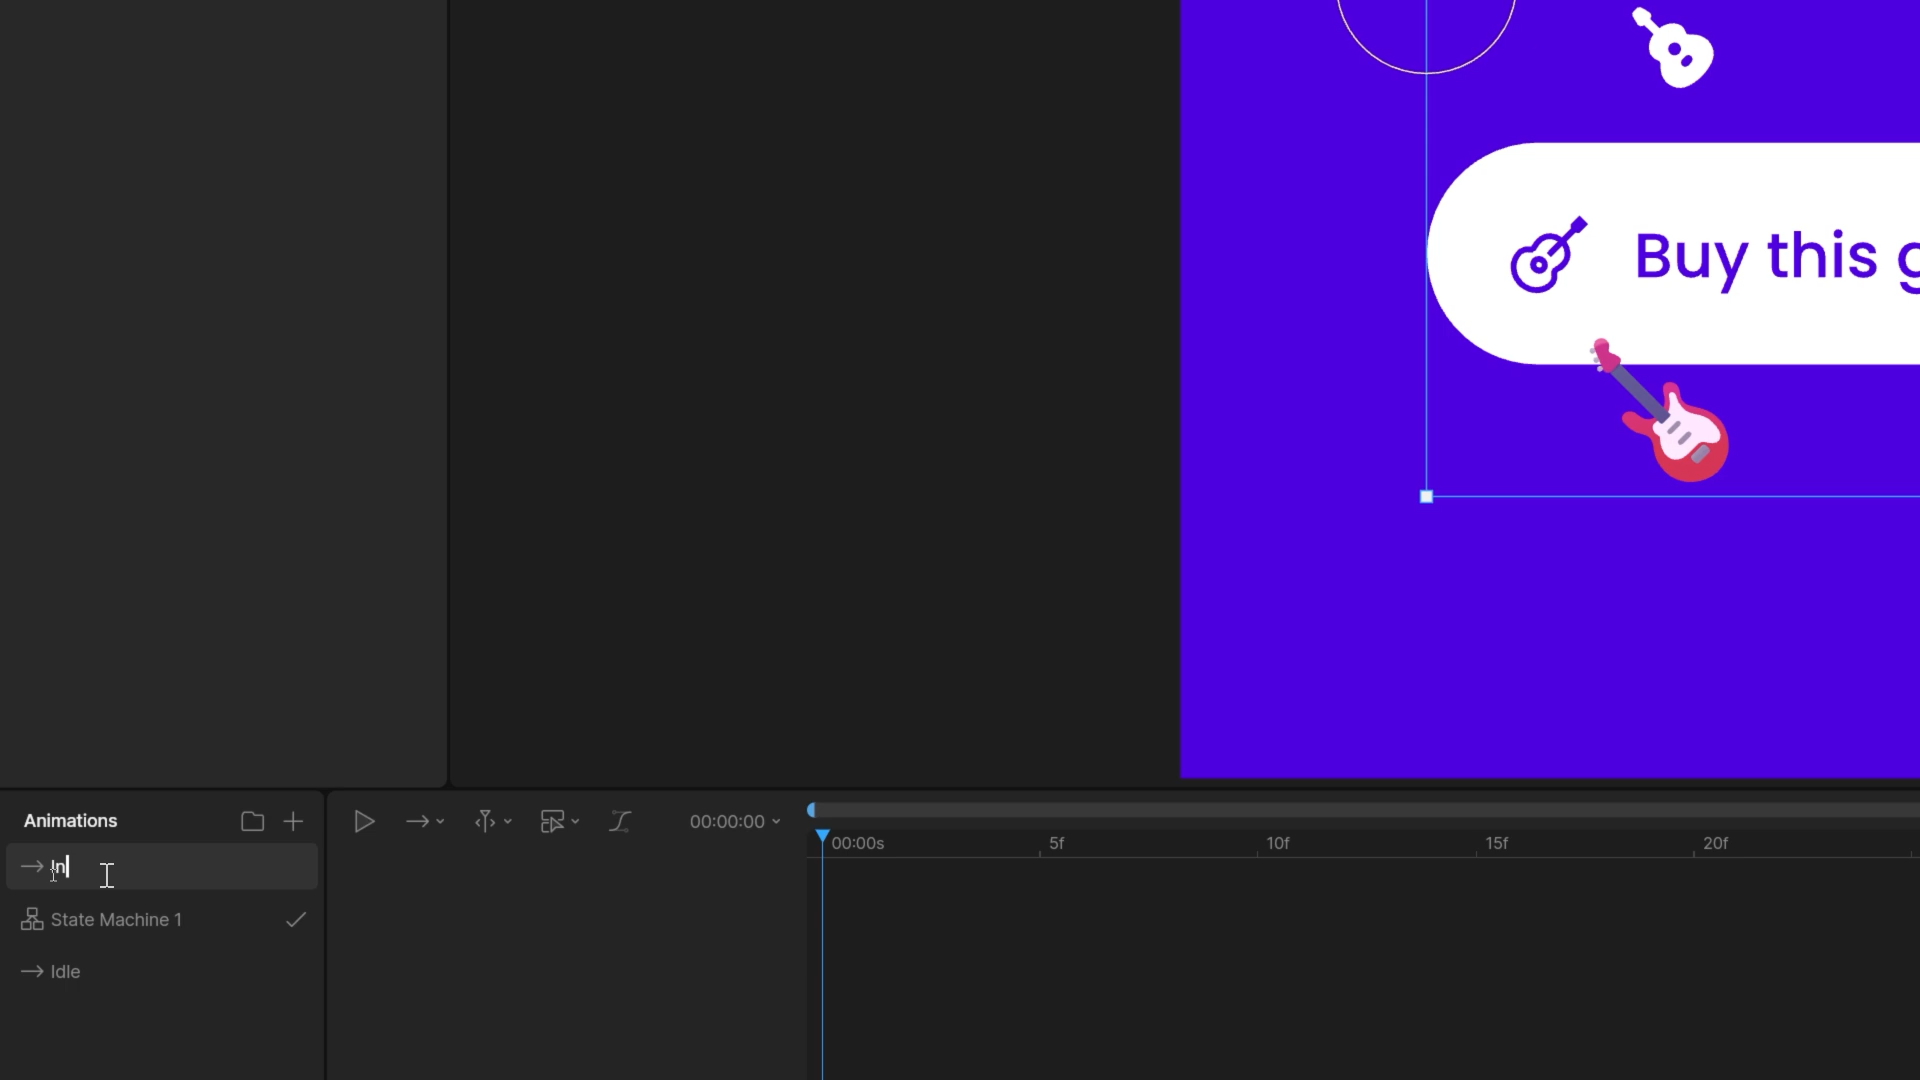 Buy this g
Animations
00:00:00
00:00s
5f
10f
15f
20f
In
State Machine 1
Idle